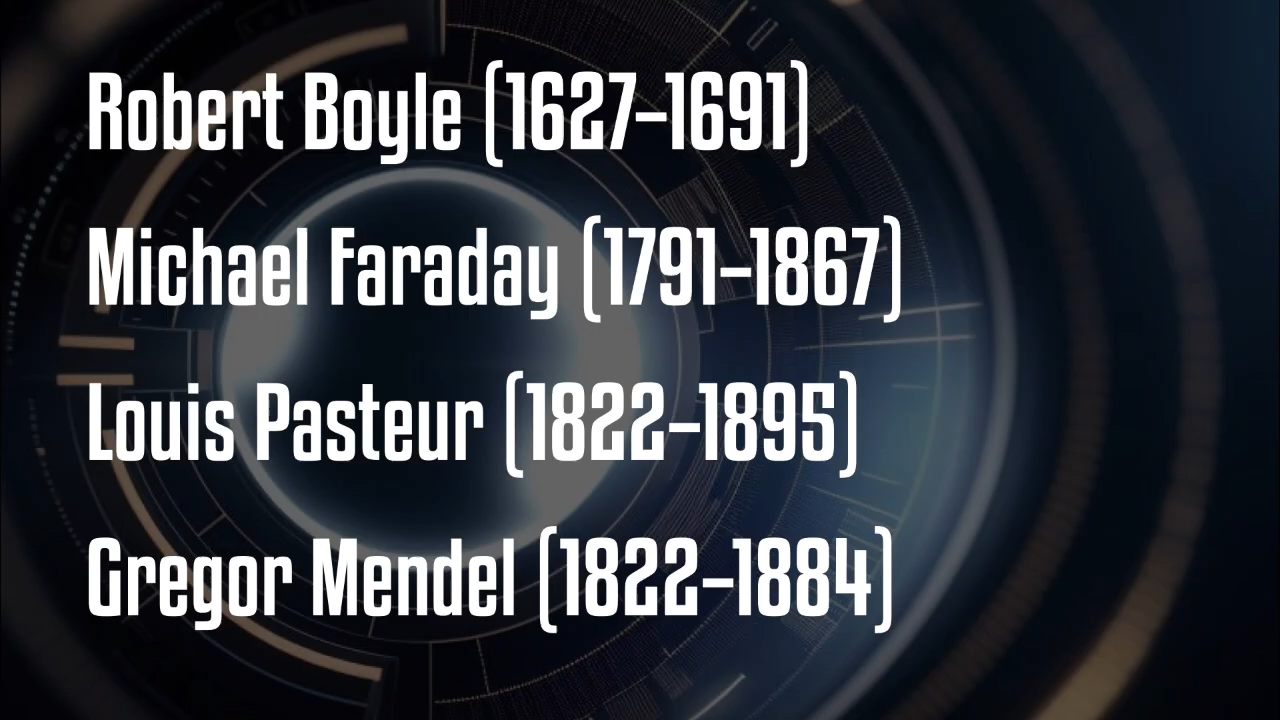 Robert Boyle (1627–1691)
Michael Faraday (1791–1867)
Louis Pasteur (1822–1895)
Gregor Mendel (1822–1884)